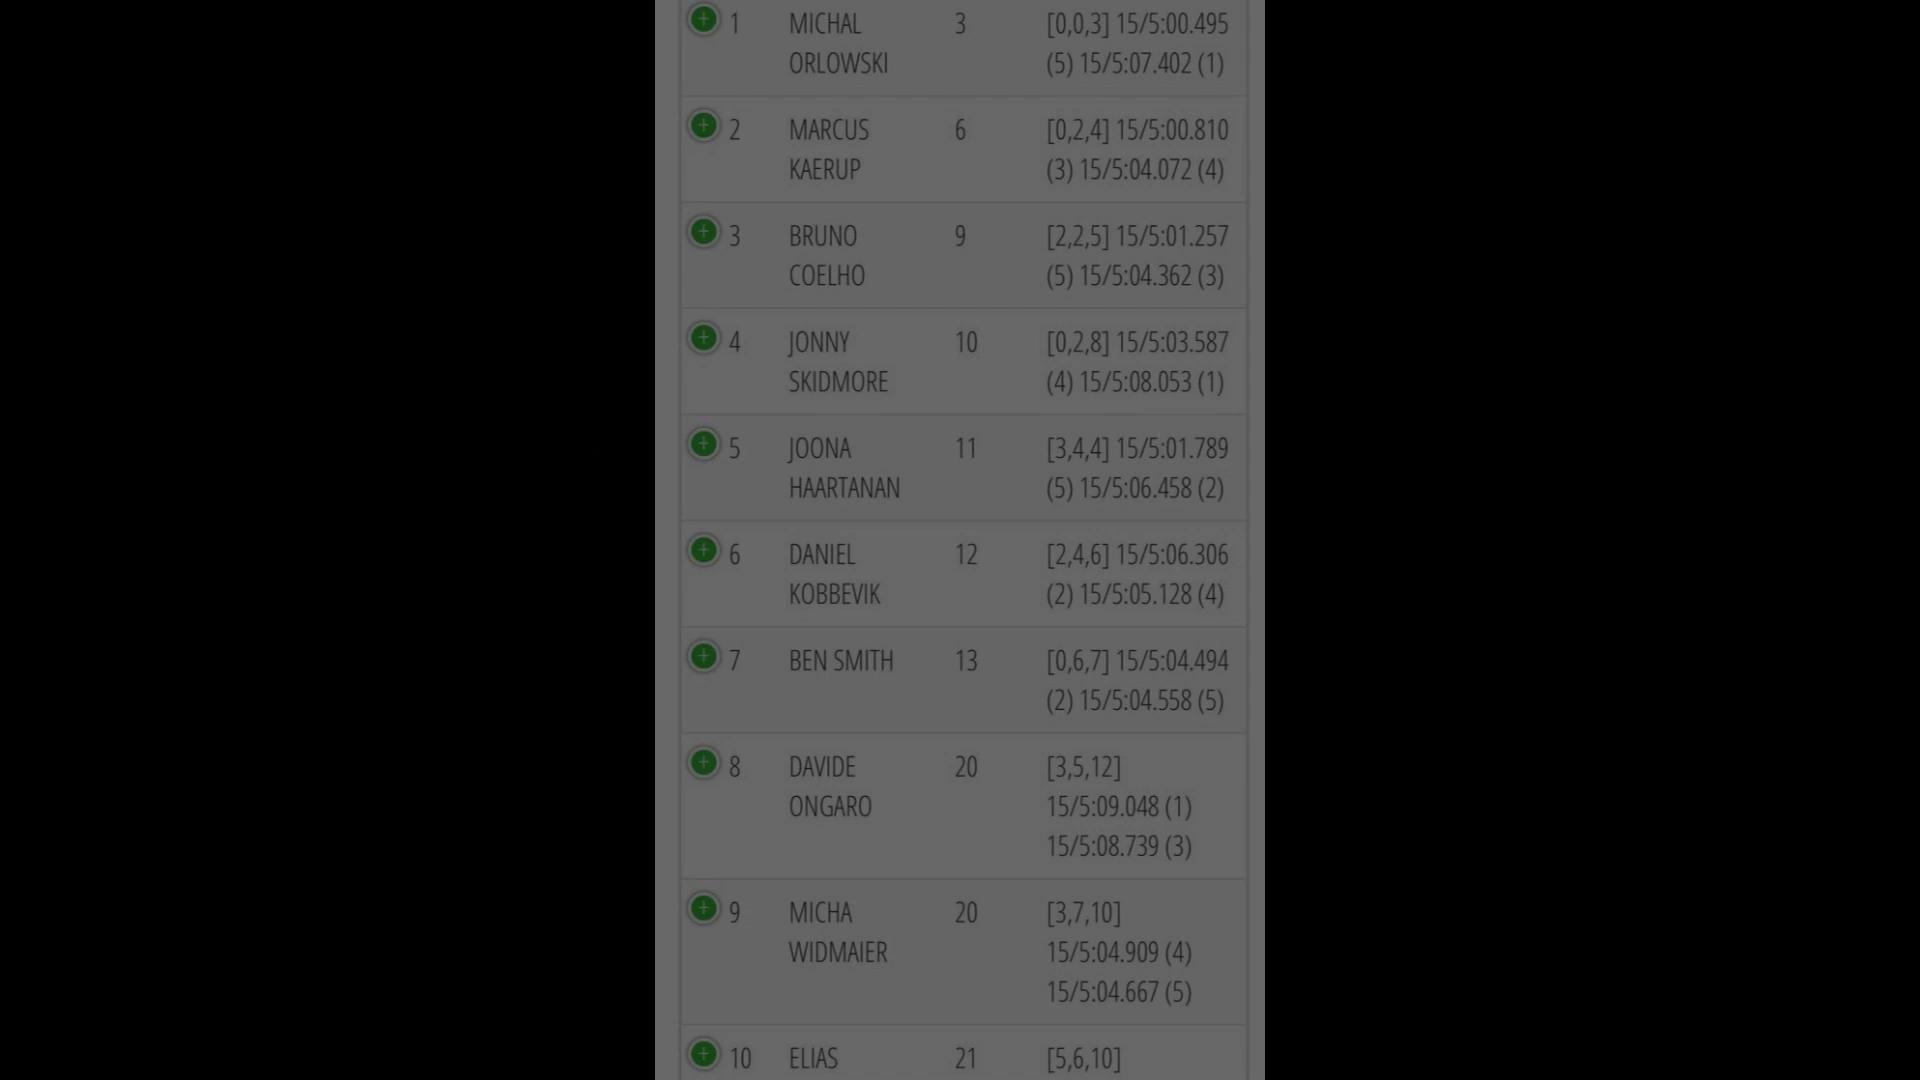 1 MICHAL 3 [0,0,3] 15/5:00.495
ORLOWSKI (5) 15/5:07.402 (1)
2 MARCUS 6 [0,2,4] 15/5:00.810
KAERUP (3) 15/5:04.072 (4)
3 BRUNO 9 [2,2,5] 15/5:01.257
COELHO (5) 15/5:04.362 (3)
4 JONNY 10 [0,2,8] 15/5:03.587
SKIDMORE (4) 15/5:08.053 (1)
5 JOONA 11 [3,4,4] 15/5:01.789
HAARTANAN (5) 15/5:06.458 (2)
6 DANIEL 12 [2,4,6] 15/5:06.306
KOBBEVIK (2) 15/5:05.128 (4)
7 BEN SMITH 13 [0,6,7] 15/5:04.494
(2) 15/5:04.558 (5)
8 DAVIDE 20 [3,5,12]
ONGARO 15/5:09.048 (1)
15/5:08.739 (3)
9 MICHA 20 [3,7,10]
WIDMAIER 15/5:04.909 (4)
15/5:04.667 (5)
10 ELIAS 21 [5,6,10]